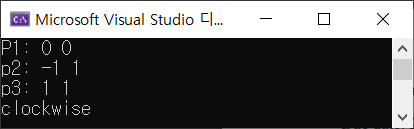 Microsoft Visual Studio 디...
P1: 0 0
p2: -1 1
p3: 1 1
clockwise